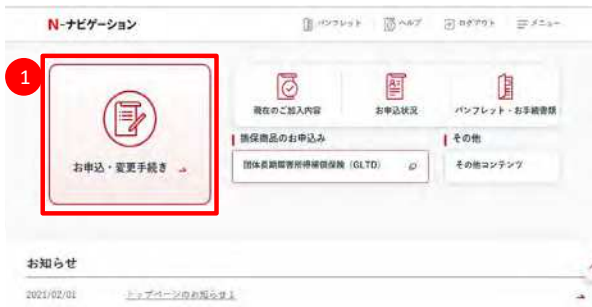 N-ナビゲーション
パンフレット
ヘルプ
ログアウト
メニュー
1
お申込・変更手続き
現在のご加入内容
お申込状況
パンフレット・お手続書類
損保商品のお申込み
団体長期障害所得補償保険（GLTD）
その他
その他コンテンツ
お知らせ
2021/02/01
トップページのお知らせ１